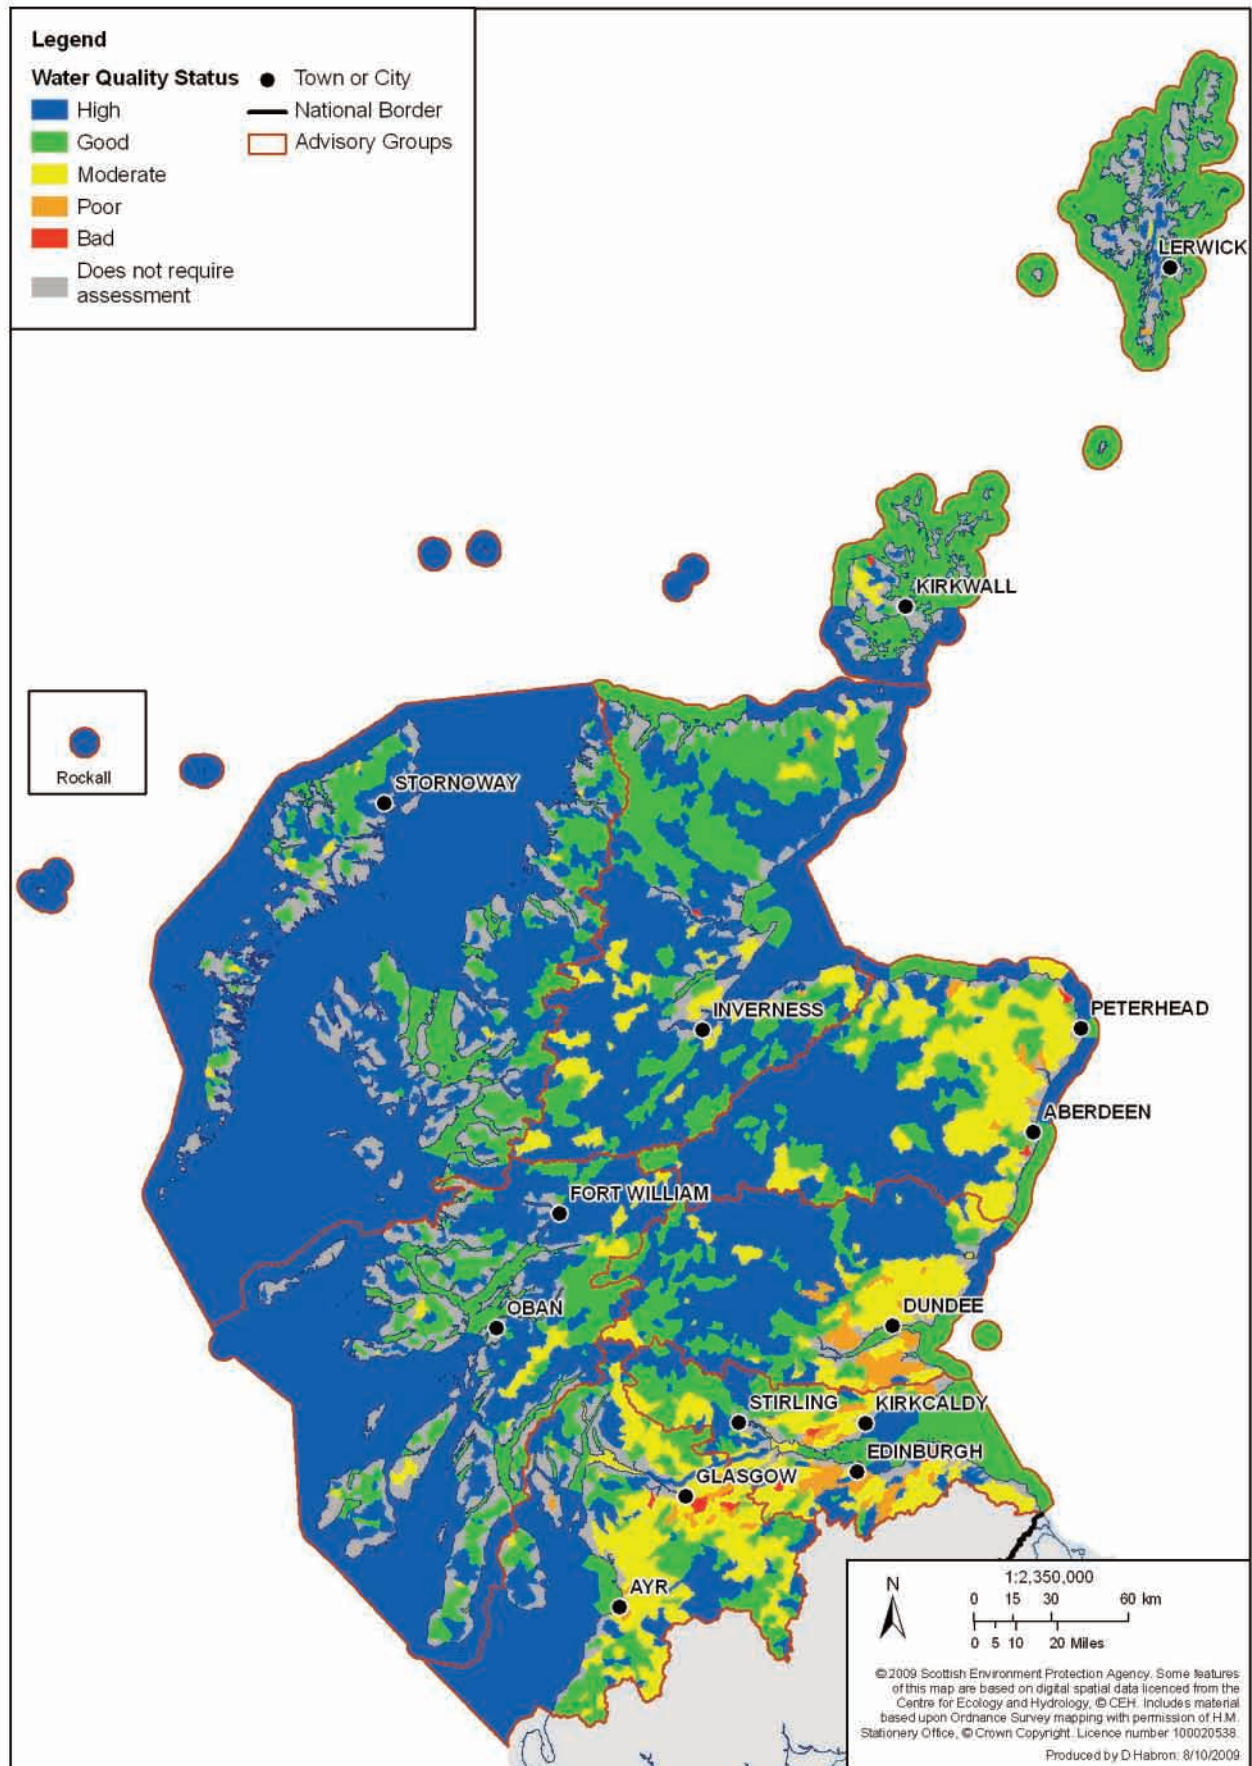 Legend
Water Quality Status
High
Good
Moderate
Poor
Bad
Does not require
assessment
Town or City
National Border
Advisory Groups
LERWICK
KIRKWALL
Rockall
STORNOWAY
INVERNESS
PETERHEAD
ABERDEEN
FORT WILLIAM
OBAN
DUNDEE
STIRLING
KIRKCALDY
EDINBURGH
GLASGOW
AYR
N
1:2,350,000
0 15 30 60 km
0 5 10 20 Miles
©2009 Scottish Environment Protection Agency. Some features
of this map are based on digital spatial data licenced from the
Centre for Ecology and Hydrology, © CEH. Includes material
based upon Ordnance Survey mapping with permission of H.M.
Stationery Office, © Crown Copyright. Licence number 100020538.
Produced by D Habron: 8/10/2009